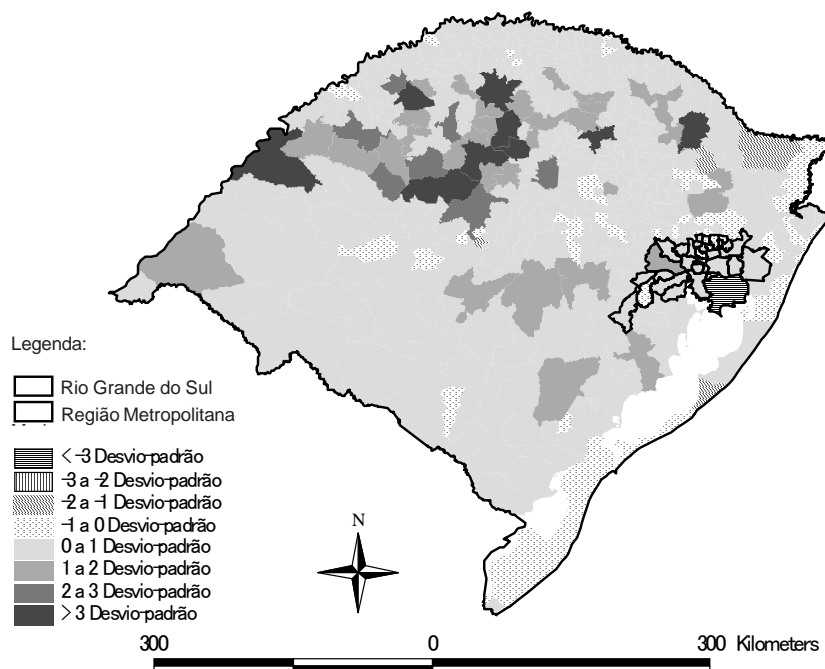 Legenda:
Rio Grande do Sul
Região Metropolitana
< -3 Desvio-padrão
-3 a -2 Desvio-padrão
-2 a -1 Desvio-padrão
-1 a 0 Desvio-padrão
0 a 1 Desvio-padrão
1 a 2 Desvio-padrão
2 a 3 Desvio-padrão
> 3 Desvio-padrão
N
300 0 300 Kilometers